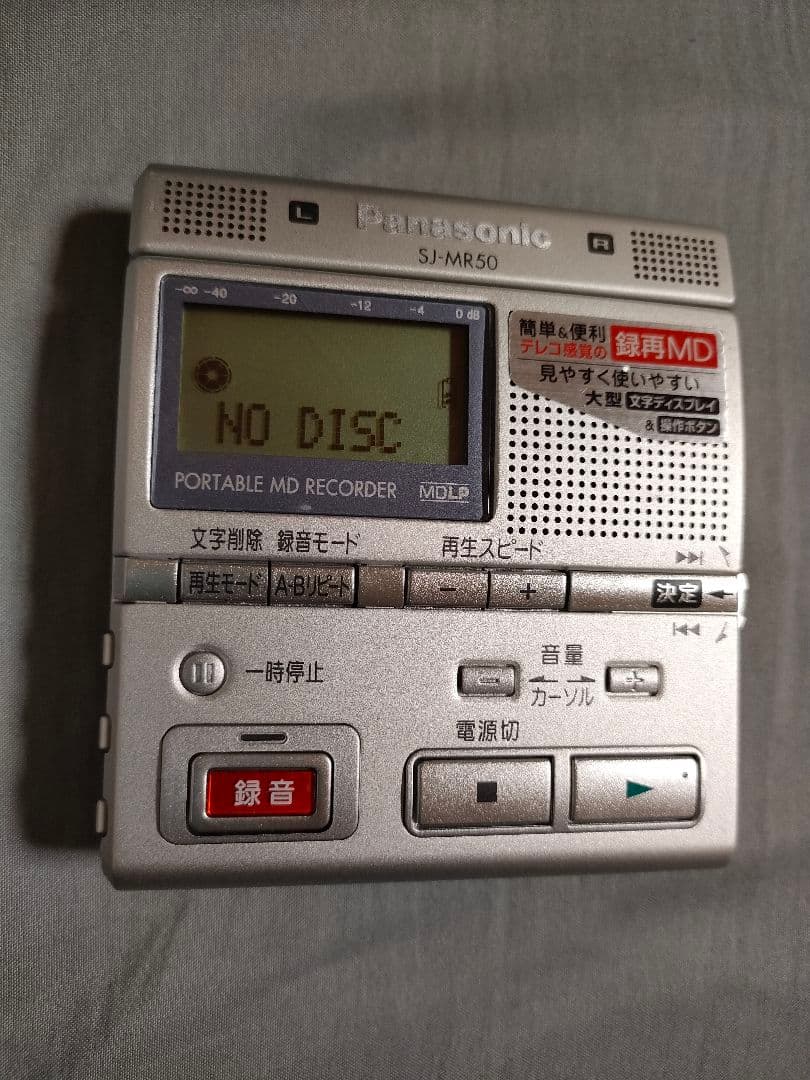 L Panasonic R
SJ-MR50
-∞ -40 -20 -12 -4 0 dB
NO DISC
PORTABLE MD RECORDER MDLP
簡単&便利
テレコ感覚の 録再MD
見やすく使いやすい
大型 文字ディスプレイ
& 操作ボタン
文字削除 録音モード 再生スピード
再生モード A-Bリピート - + 決定
一時停止
音量
- +
カーソル
電源切
録音